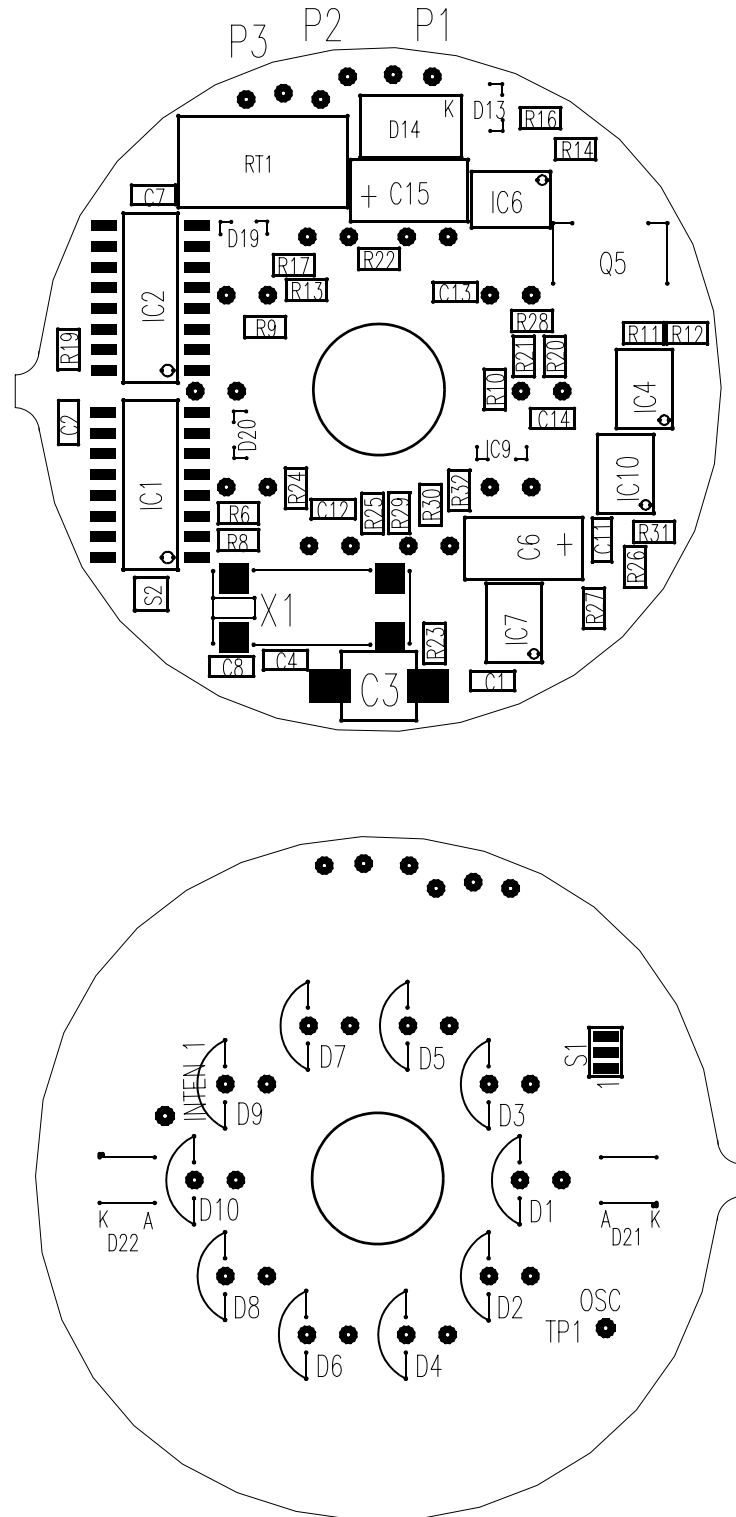 P3 P2 P1
K D13
D14
R16
R14
RT1
C7
+ C15
IC6
D19
R17
R22
Q5
R13
C13
IC2
R9
R28
R19
R21
R20
R11 R12
R10
IC4
C2
D20
C14
IC1
IC9
IC10
R24
R6
C12
R25
R29
R30
R32
C6 +
C11
R31
R8
R26
S2
X1
IC7
R27
R23
C8
C4
C3
C1
D7
D5
S1
1
INTEN 1
D9
D3
K A
D22
D10
D1
A K
D21
D8
D2
OSC
TP1
D6
D4